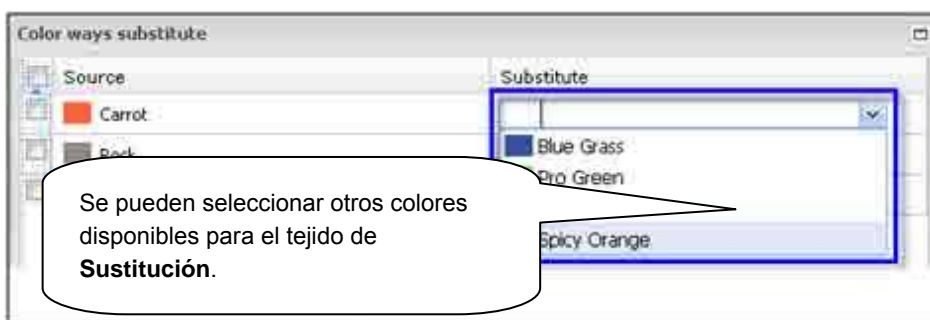 Color ways substitute
Source Substitute
Carrot
Rock Blue Grass
Pro Green
Spicy Orange
Se pueden seleccionar otros colores
disponibles para el tejido de
Sustitución.